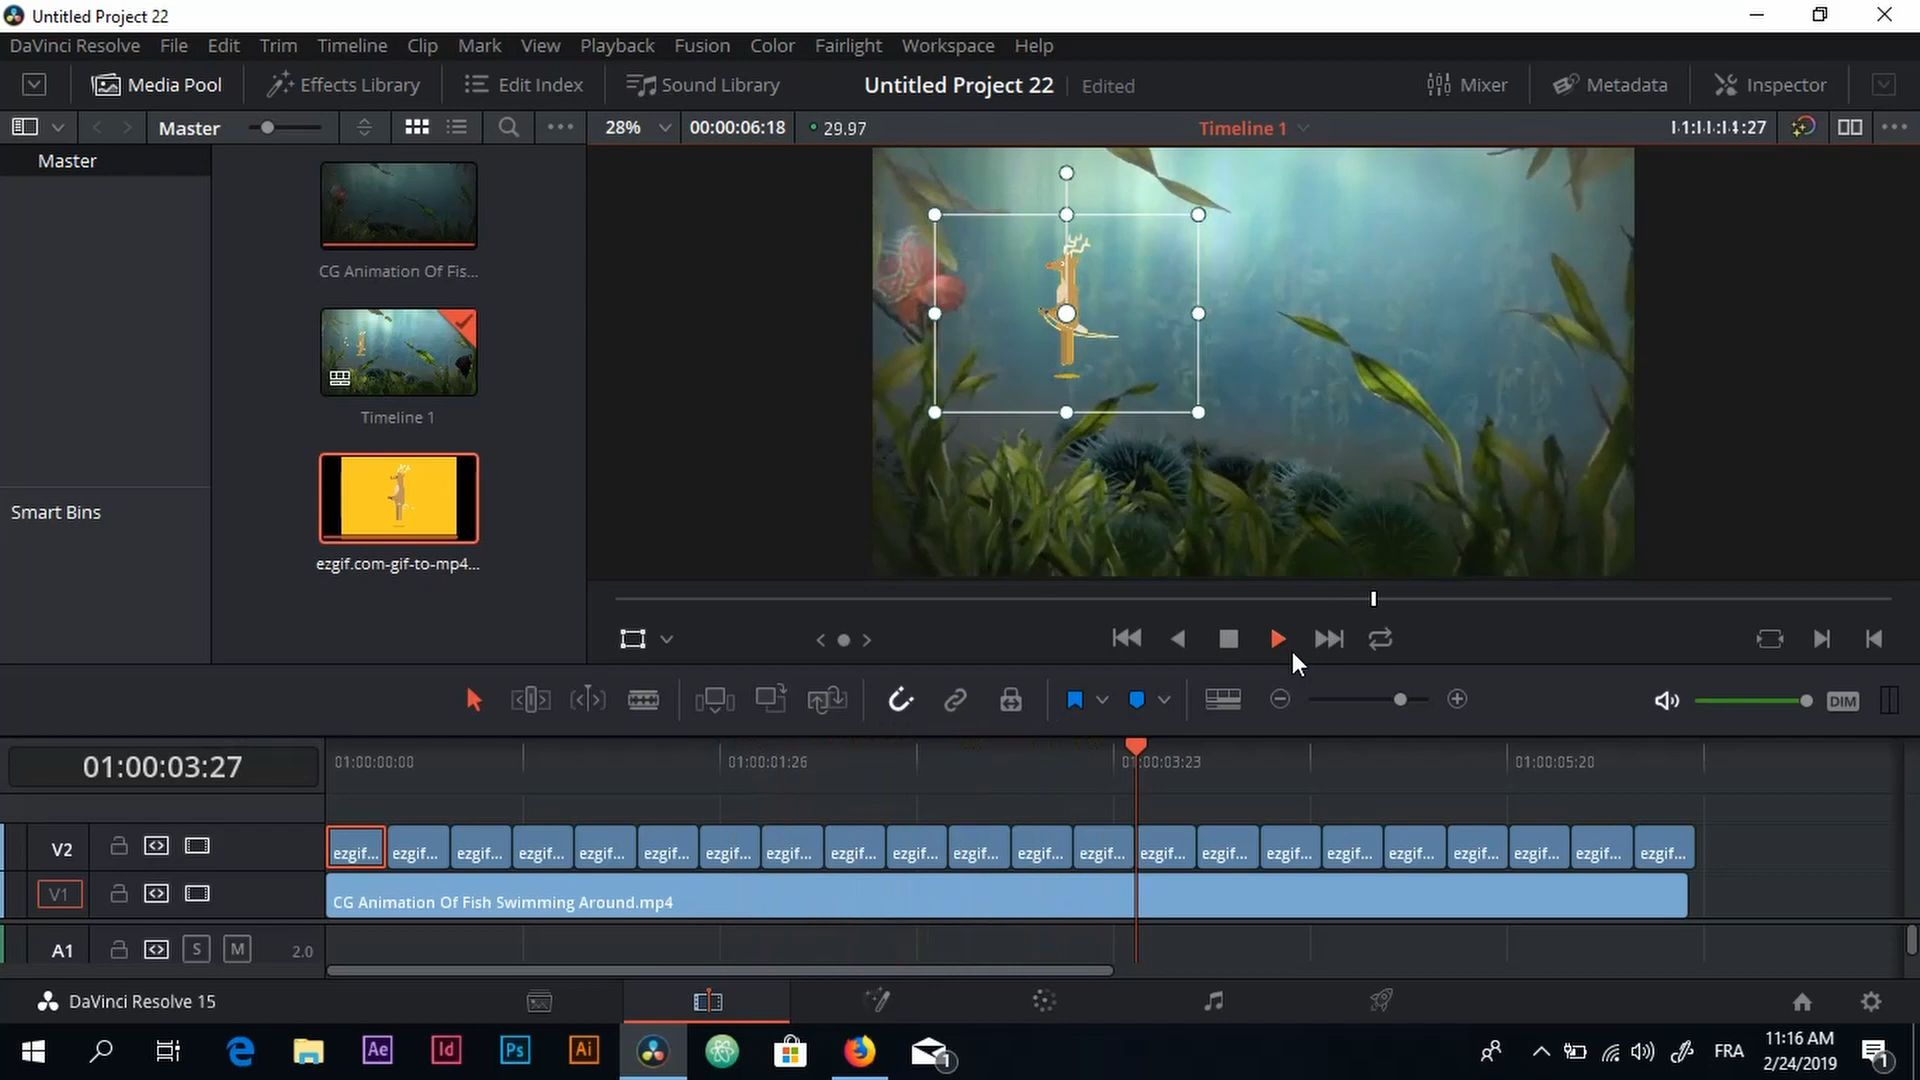 Untitled Project 22
DaVinci Resolve File Edit Trim Timeline Clip Mark View Playback Fusion Color Fairlight Workspace Help
Media Pool Effects Library Edit Index Sound Library Untitled Project 22 Edited Mixer Metadata Inspector
Master 28% 00:00:06:18 29.97 Timeline 1
Master
CG Animation Of Fis...
Timeline 1
Smart Bins
ezgif.com-gif-to-mp4...
DIM
01:00:03:27 01:00:00:00 01:00:01:26 01:00:03:23 01:00:05:20
V2 ezgif... ezgif... ezgif... ezgif... ezgif... ezgif... ezgif... ezgif... ezgif... ezgif... ezgif... ezgif... ezgif... ezgif... ezgif... ezgif... ezgif... ezgif... ezgif... ezgif... ezgif... ezgif...
V1 CG Animation Of Fish Swimming Around.mp4
A1 S M 2.0
DaVinci Resolve 15
Ae Id Ps Ai 1 FRA 11:16 AM 1
2/24/2019